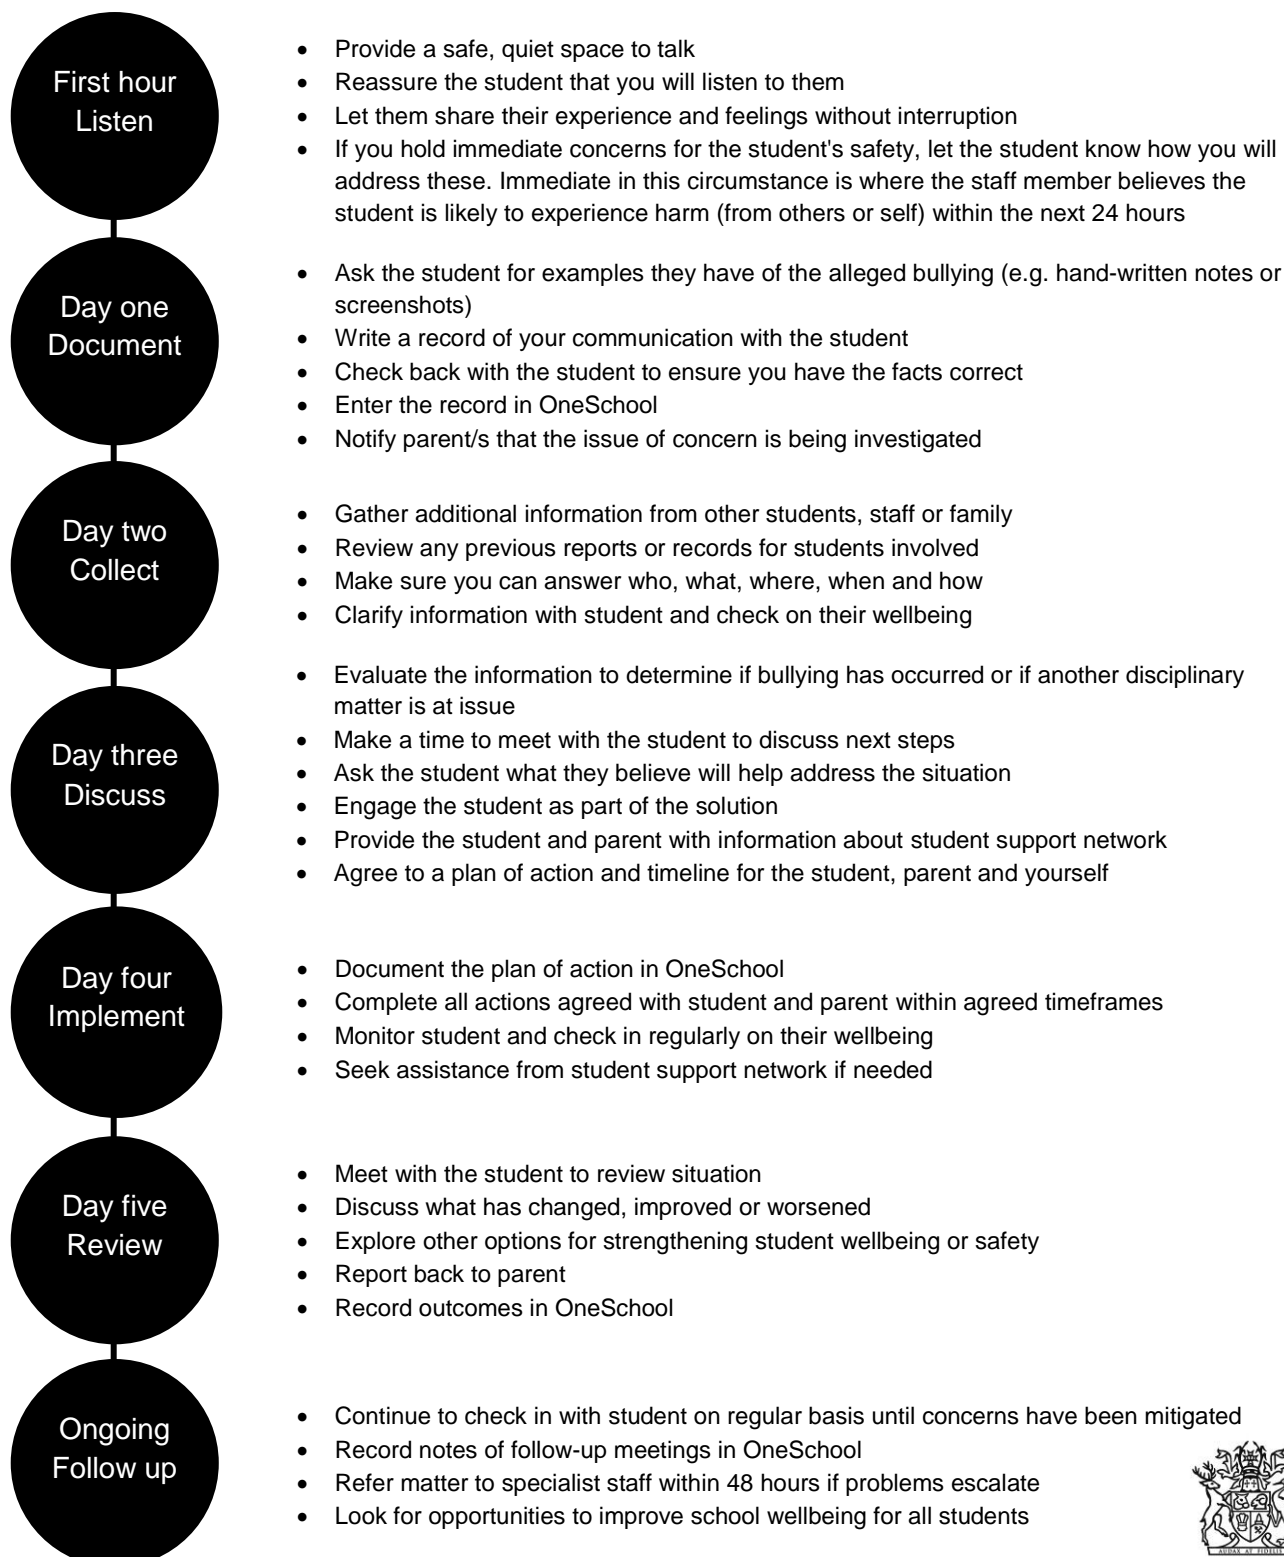 First hour
Listen
• Provide a safe, quiet space to talk
• Reassure the student that you will listen to them
• Let them share their experience and feelings without interruption
• If you hold immediate concerns for the student's safety, let the student know how you will
address these. Immediate in this circumstance is where the staff member believes the
student is likely to experience harm (from others or self) within the next 24 hours
Day one
Document
• Ask the student for examples they have of the alleged bullying (e.g. hand-written notes or
screenshots)
• Write a record of your communication with the student
• Check back with the student to ensure you have the facts correct
• Enter the record in OneSchool
• Notify parent/s that the issue of concern is being investigated
Day two
Collect
• Gather additional information from other students, staff or family
• Review any previous reports or records for students involved
• Make sure you can answer who, what, where, when and how
• Clarify information with student and check on their wellbeing
Day three
Discuss
• Evaluate the information to determine if bullying has occurred or if another disciplinary
matter is at issue
• Make a time to meet with the student to discuss next steps
• Ask the student what they believe will help address the situation
• Engage the student as part of the solution
• Provide the student and parent with information about student support network
• Agree to a plan of action and timeline for the student, parent and yourself
Day four
Implement
• Document the plan of action in OneSchool
• Complete all actions agreed with student and parent within agreed timeframes
• Monitor student and check in regularly on their wellbeing
• Seek assistance from student support network if needed
Day five
Review
• Meet with the student to review situation
• Discuss what has changed, improved or worsened
• Explore other options for strengthening student wellbeing or safety
• Report back to parent
• Record outcomes in OneSchool
Ongoing
Follow up
• Continue to check in with student on regular basis until concerns have been mitigated
• Record notes of follow-up meetings in OneSchool
• Refer matter to specialist staff within 48 hours if problems escalate
• Look for opportunities to improve school wellbeing for all students
AUDAX AT FIDELIS